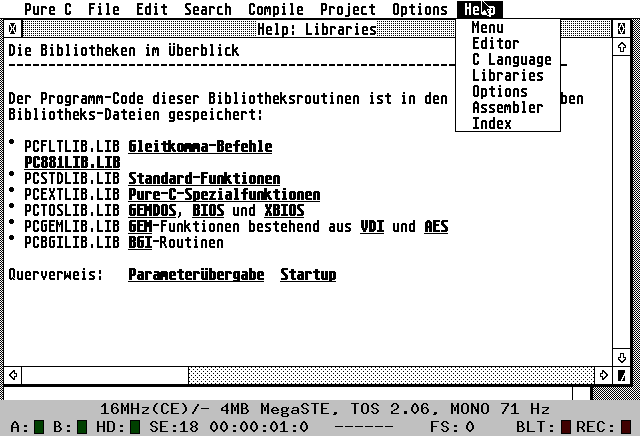 Pure C File Edit Search Compile Project Options Help
Help: Libraries
Menu
Editor
C Language
Libraries
Options
Assembler
Index
Die Bibliotheken im Überblick
Der Programm-Code dieser Bibliotheksroutinen ist in den ben
Bibliotheks-Dateien gespeichert:
• PCFLTLIB.LIB Gleitkomma-Befehle
PC881LIB.LIB
• PCSTDLIB.LIB Standard-Funktionen
• PCEXTLIB.LIB Pure-C-Spezialfunktionen
• PCTOSLIB.LIB GEMDOS, BIOS und XBIOS
• PCGEMLIB.LIB GEM-Funktionen bestehend aus VDI und AES
• PCBGILIB.LIB BGI-Routinen
Querverweis: Parameterübergabe Startup
16MHz(CE)/- 4MB MegaSTE, TOS 2.06, MONO 71 Hz
A: B: HD: SE:18 00:00:01:0 ------ FS: 0 BLT: REC: